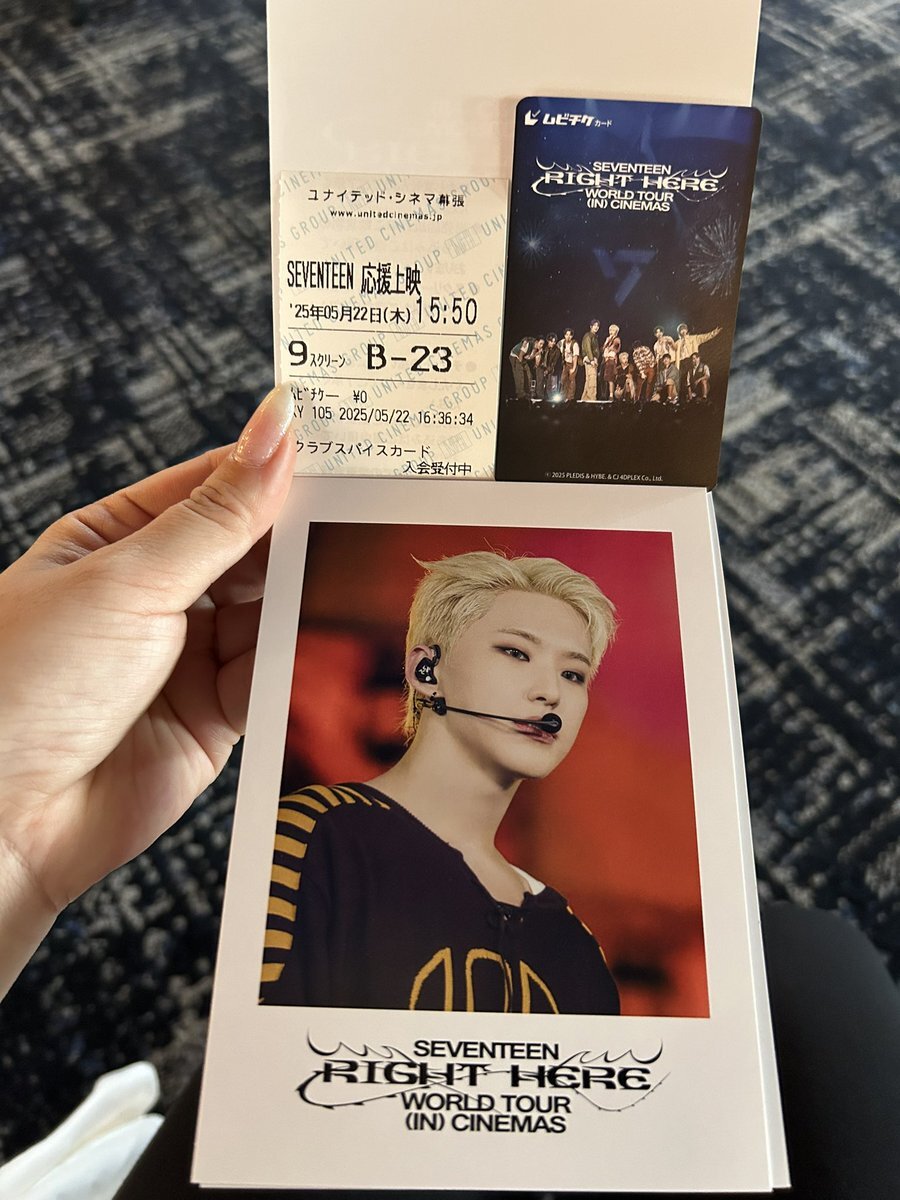 ユナイテッド・シネマ幕張
www.unitedcinemas.jp
SEVENTEEN 応援上映
'25年05月22日(木) 15:50
9スクリーン B-23
ﾑﾋﾞﾁｹー ¥0
105 2025/05/22 16:36:34
クラブスパイスカード
入会受付中
ムビチケカード
SEVENTEEN
RIGHT HERE
WORLD TOUR
(IN) CINEMAS
© 2025 PLEDIS & HYBE. & CJ 4DPLEX Co., Ltd.
SEVENTEEN
RIGHT HERE
WORLD TOUR
(IN) CINEMAS